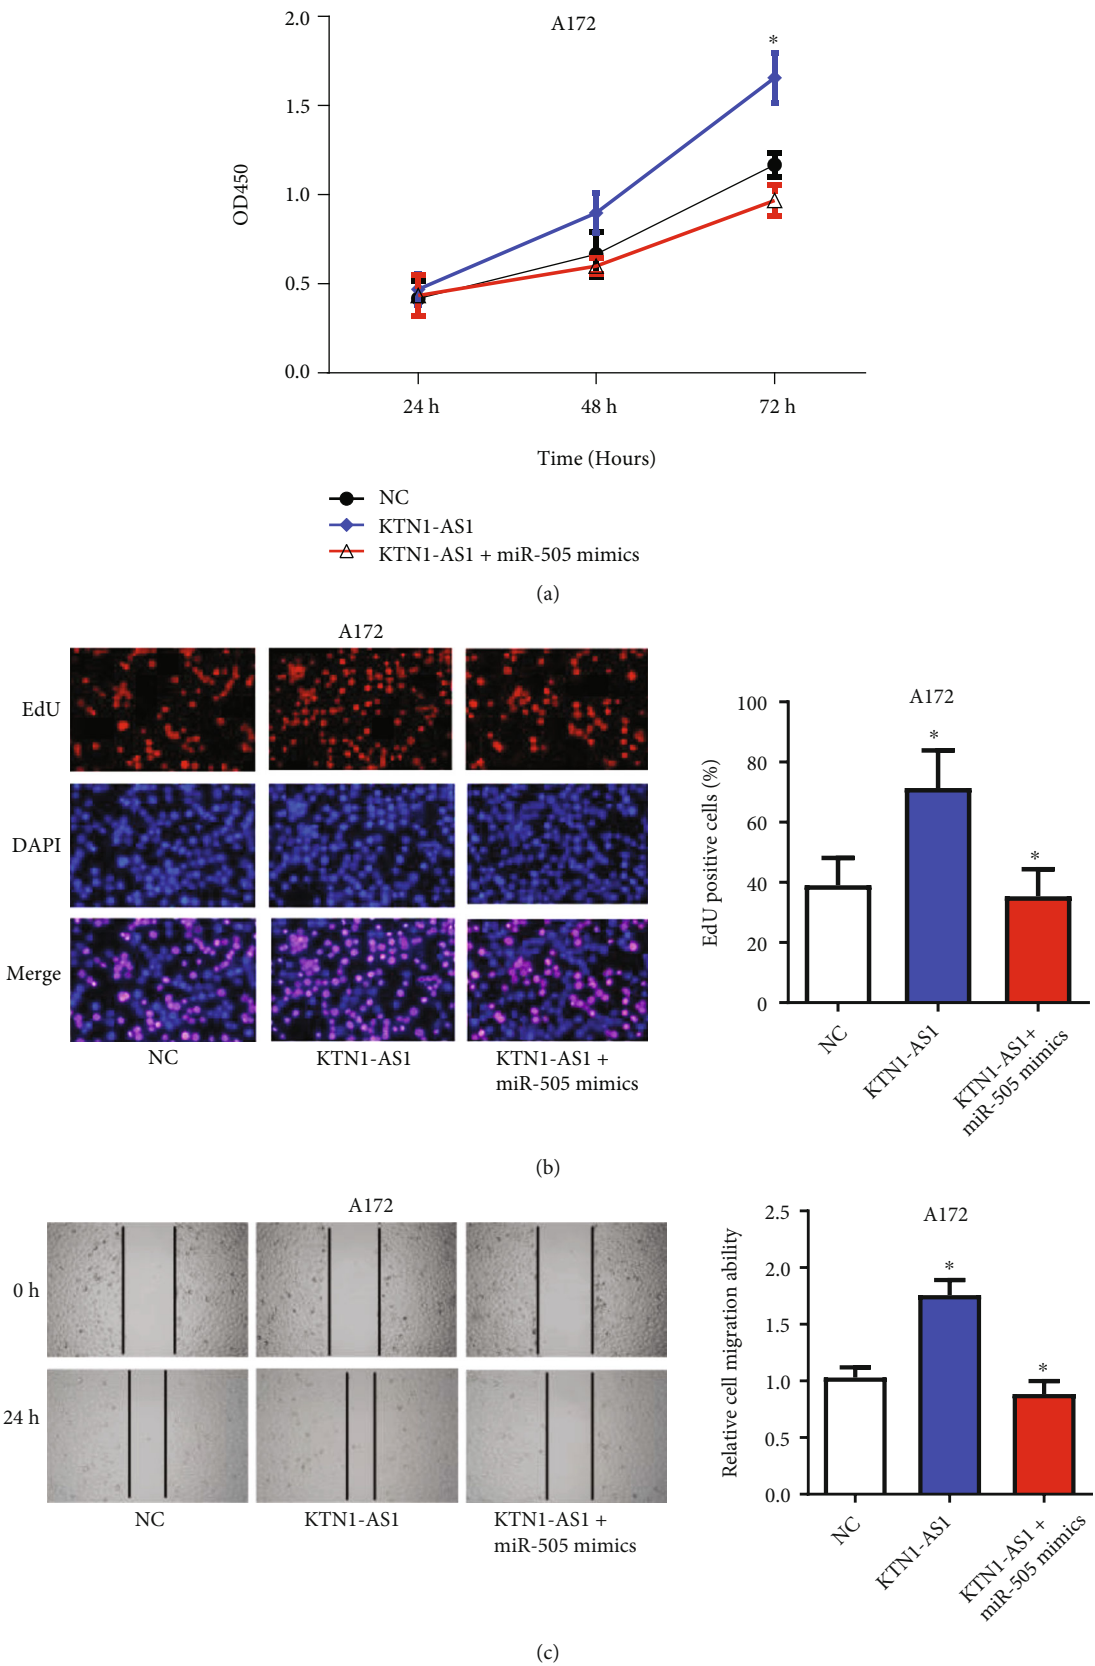 A172
*
2.0
1.5
1.0
0.5
0.0
OD450
24 h
48 h
72 h
Time (Hours)
NC
KTN1-AS1
KTN1-AS1 + miR-505 mimics
(a)
A172
EdU
DAPI
Merge
NC
KTN1-AS1
KTN1-AS1 +
miR-505 mimics
A172
*
*
100
80
60
40
20
0
EdU positive cells (%)
NC
KTN1-AS1
KTN1-AS1+
miR-505 mimics
(b)
A172
0 h
24 h
NC
KTN1-AS1
KTN1-AS1 +
miR-505 mimics
A172
*
*
2.5
2.0
1.5
1.0
0.5
0.0
Relative cell migration ability
NC
KTN1-AS1
KTN1-AS1 +
miR-505 mimics
(c)